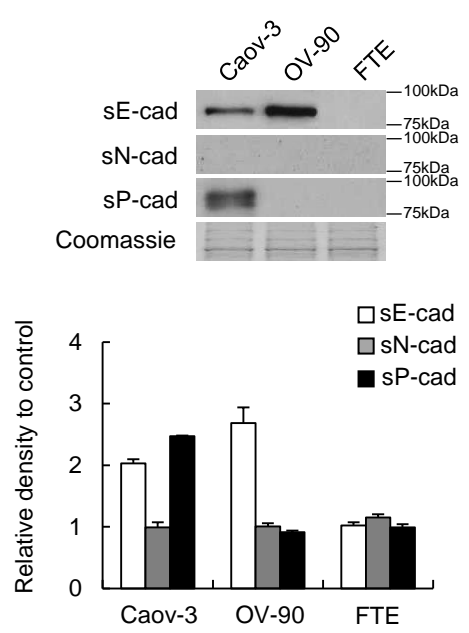 Caov-3 OV-90 FTE
sE-cad 100kDa
75kDa
sN-cad 100kDa
75kDa
sP-cad 100kDa
75kDa
Coomassie
sE-cad
sN-cad
sP-cad
Relative density to control
4
3
2
1
0
Caov-3 OV-90 FTE